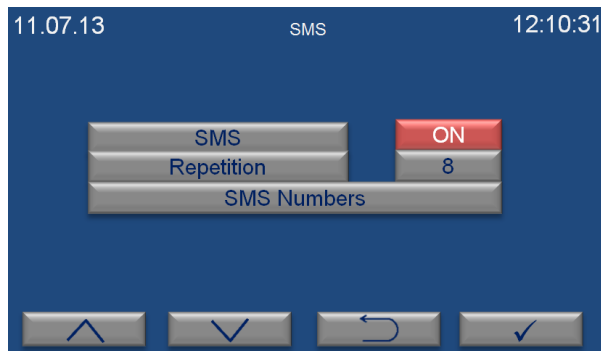 11.07.13 SMS 12:10:31
SMS ON
Repetition 8
SMS Numbers